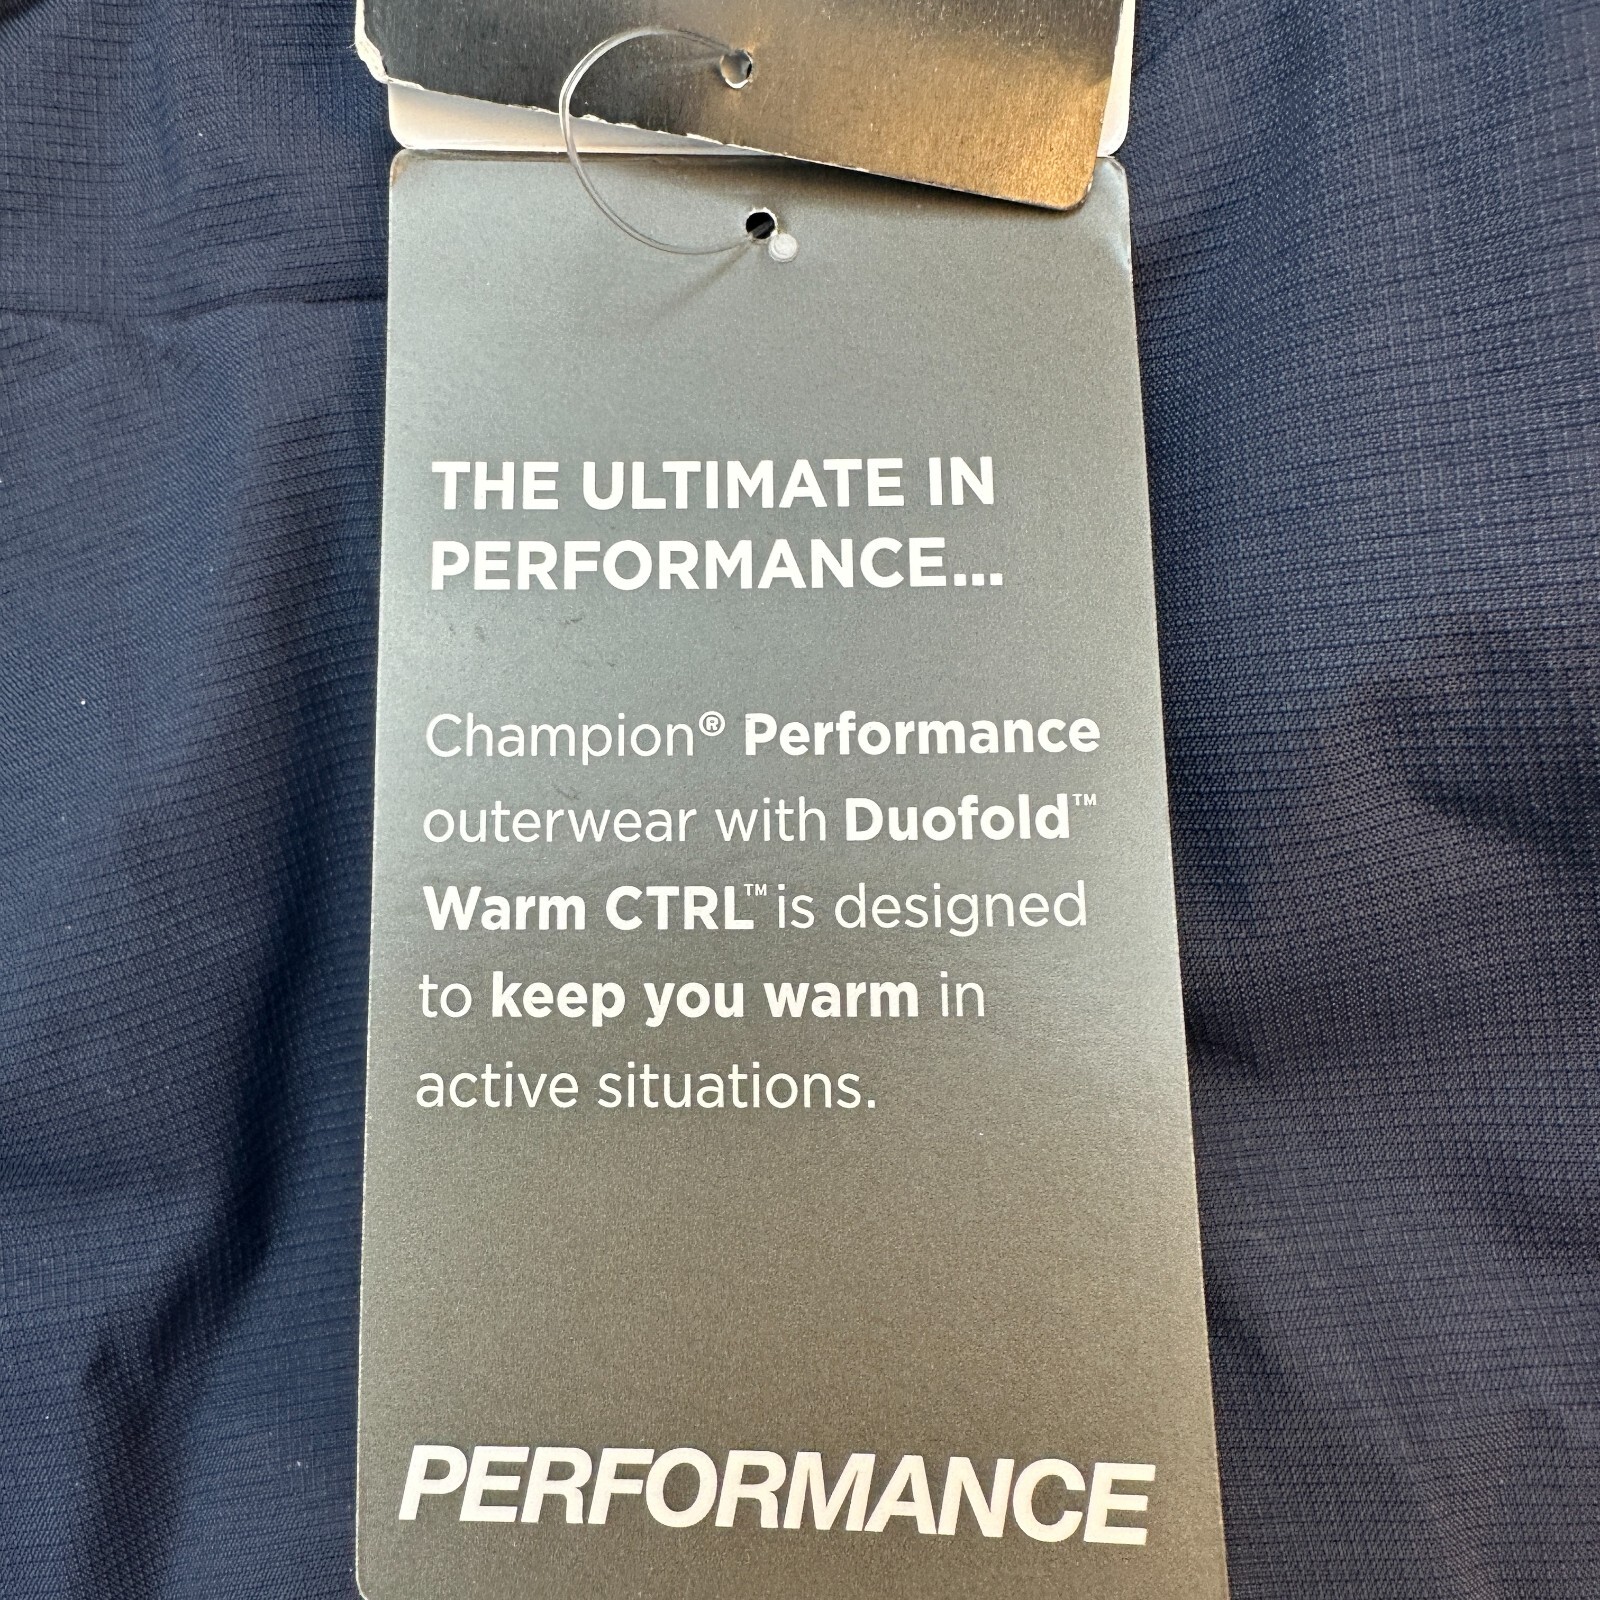 THE ULTIMATE IN
PERFORMANCE...
Champion® Performance
outerwear with Duofold™
Warm CTRL™ is designed
to keep you warm in
active situations.
PERFORMANCE